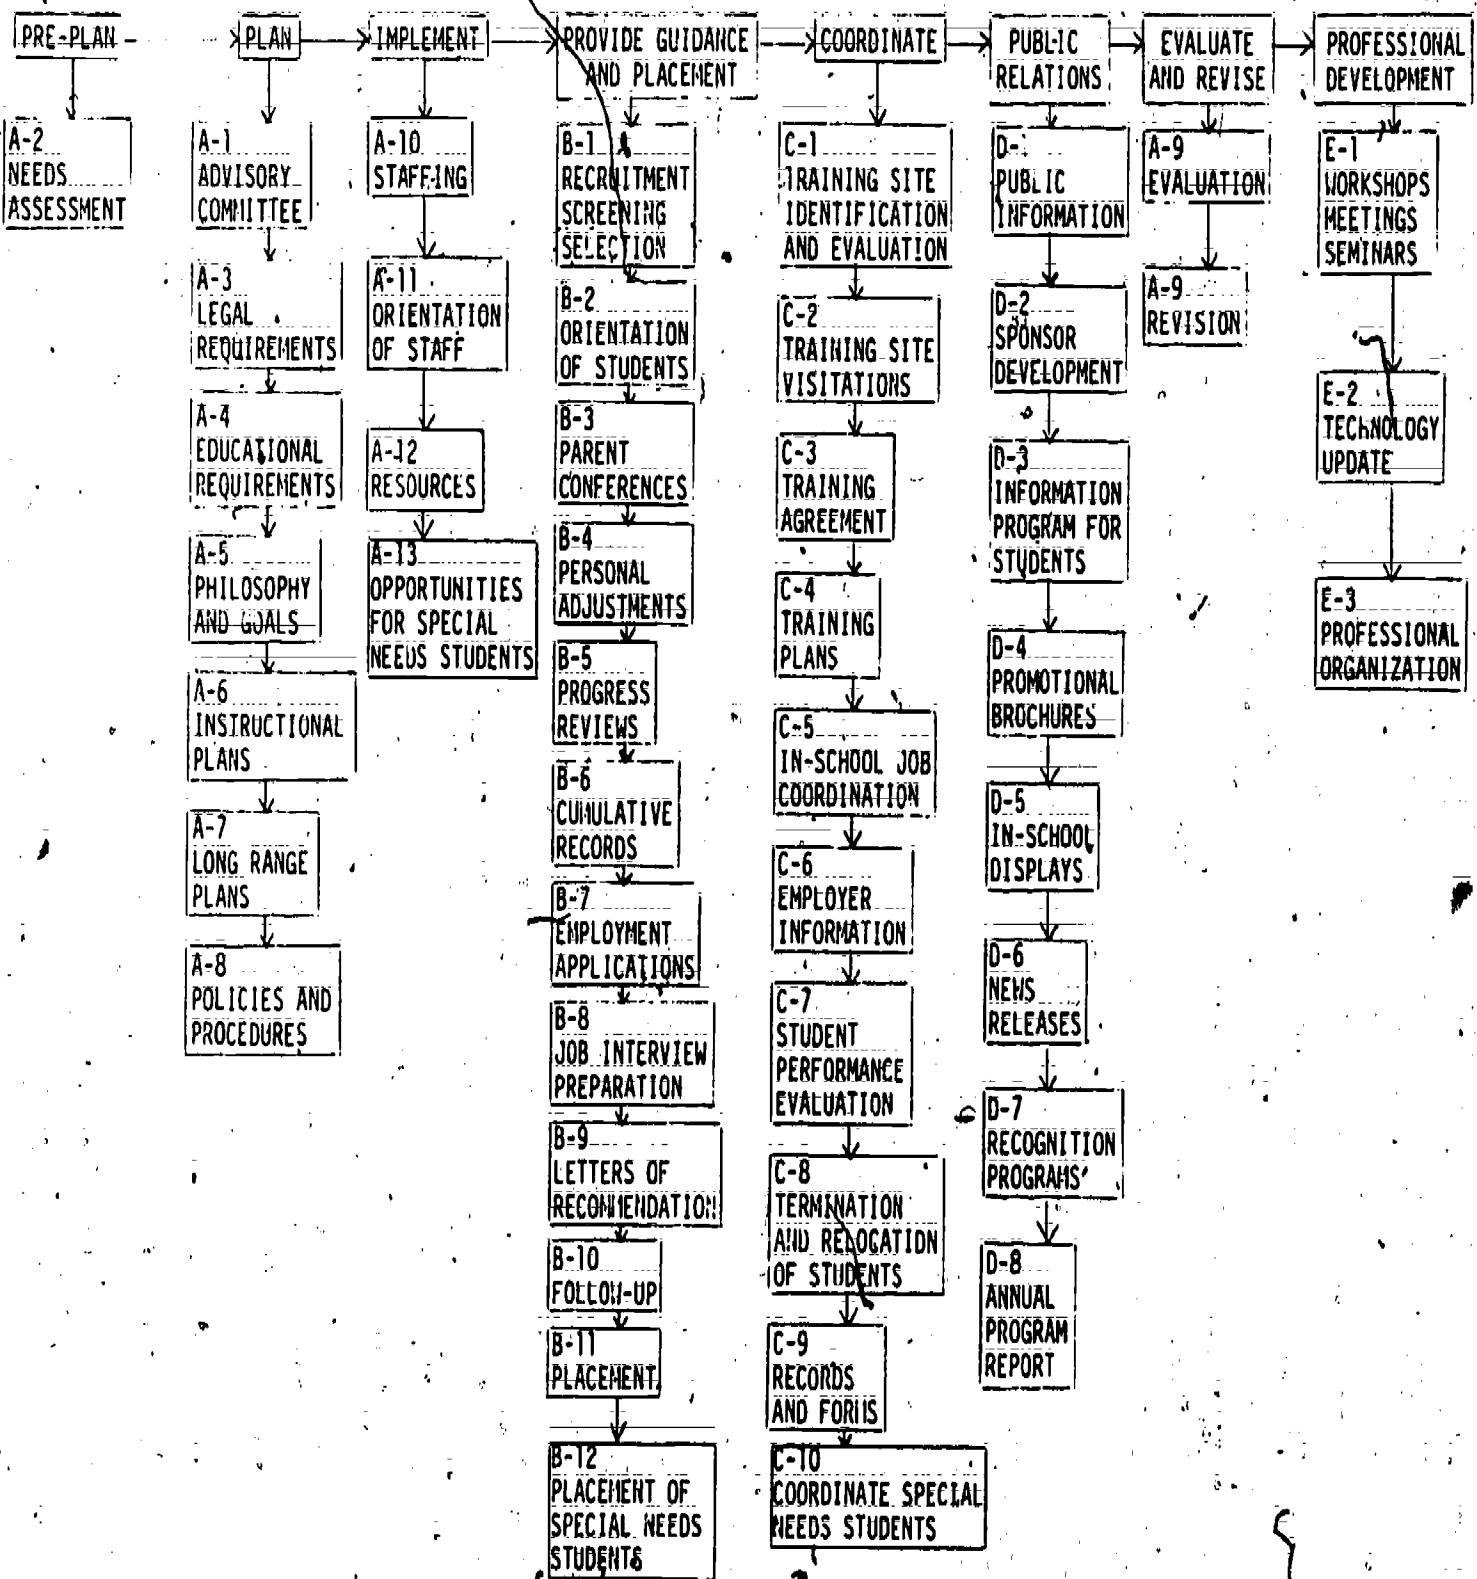 PRE-PLAN
PLAN
IMPLEMENT
PROVIDE GUIDANCE
AND PLACEMENT
COORDINATE
PUBLIC
RELATIONS
EVALUATE
AND REVISE
PROFESSIONAL
DEVELOPMENT
A-2
NEEDS
ASSESSMENT
A-1
ADVISORY
COMMITTEE
A-3
LEGAL
REQUIREMENTS
A-4
EDUCATIONAL
REQUIREMENTS
A-5
PHILOSOPHY
AND GOALS
A-6
INSTRUCTIONAL
PLANS
A-7
LONG RANGE
PLANS
A-8
POLICIES AND
PROCEDURES
A-10
STAFFING
A-11
ORIENTATION
OF STAFF
A-12
RESOURCES
A-13
OPPORTUNITIES
FOR SPECIAL
NEEDS STUDENTS
B-1
RECRUITMENT
SCREENING
SELECTION
B-2
ORIENTATION
OF STUDENTS
B-3
PARENT
CONFERENCES
B-4
PERSONAL
ADJUSTMENTS
B-5
PROGRESS
REVIEWS
B-6
CUMULATIVE
RECORDS
B-7
EMPLOYMENT
APPLICATIONS
B-8
JOB INTERVIEW
PREPARATION
B-9
LETTERS OF
RECOMMENDATION
B-10
FOLLOW-UP
B-11
PLACEMENT
B-12
PLACEMENT OF
SPECIAL NEEDS
STUDENTS
C-1
TRAINING SITE
IDENTIFICATION
AND EVALUATION
C-2
TRAINING SITE
VISITATIONS
C-3
TRAINING
AGREEMENT
C-4
TRAINING
PLANS
C-5
IN-SCHOOL JOB
COORDINATION
C-6
EMPLOYER
INFORMATION
C-7
STUDENT
PERFORMANCE
EVALUATION
C-8
TERMINATION
AND RELOCATION
OF STUDENTS
C-9
RECORDS
AND FORMS
C-10
COORDINATE SPECIAL
NEEDS STUDENTS
D-1
PUBLIC
INFORMATION
D-2
SPONSOR
DEVELOPMENT
D-3
INFORMATION
PROGRAM FOR
STUDENTS
D-4
PROMOTIONAL
BROCHURES
D-5
IN-SCHOOL
DISPLAYS
D-6
NEWS
RELEASES
D-7
RECOGNITION
PROGRAMS
D-8
ANNUAL
PROGRAM
REPORT
A-9
EVALUATION
A-9
REVISION
E-1
WORKSHOPS
MEETINGS
SEMINARS
E-2
TECHNOLOGY
UPDATE
E-3
PROFESSIONAL
ORGANIZATION